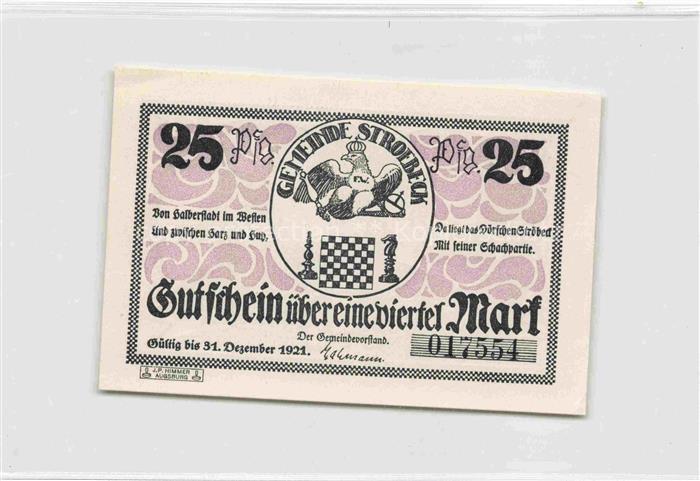 25 Pfg. GEMEINDE STROEBECK Pfg. 25
F.W.
Von Halberstadt im Westen
Und zwischen Harz und Huy,
Da liegt das Dörfchen Ströbeck
Mit seiner Schachpartie.
Gutschein über eine viertel Mark
Der Gemeindevorstand.
Gültig bis 31. Dezember 1921.
017554
J.P. HIMMER
AUGSBURG